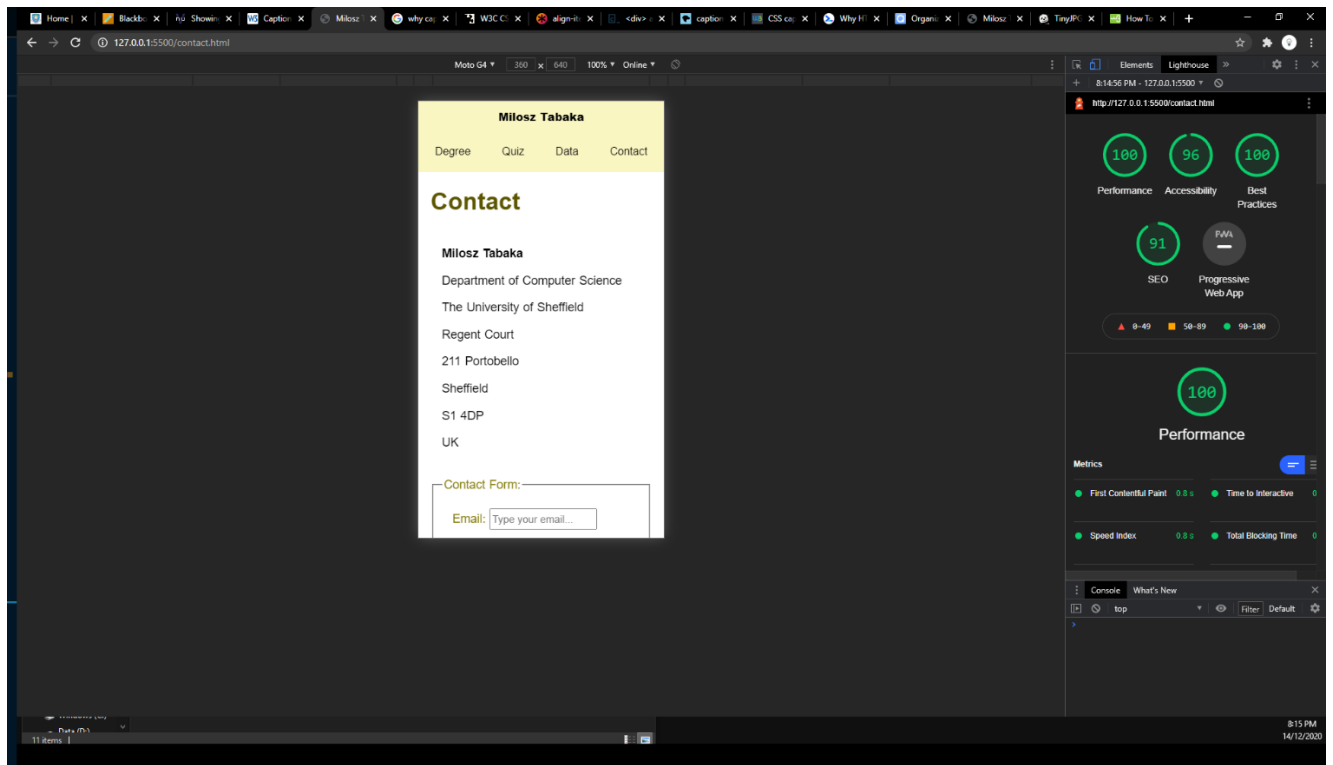 Home | Blackbo Showin Caption Milosz T why cap W3C CS align-ite <div> e caption CSS cap Why HT Organi Milosz T TinyJPG How To
127.0.0.1:5500/contact.html
Moto G4 360 x 640 100% Online
Elements Lighthouse »
8:14:56 PM - 127.0.0.1:5500
http://127.0.0.1:5500/contact.html
Milosz Tabaka
Degree Quiz Data Contact
Contact
Milosz Tabaka
Department of Computer Science
The University of Sheffield
Regent Court
211 Portobello
Sheffield
S1 4DP
UK
Contact Form:
Email: Type your email...
100 96 100
Performance Accessibility Best
Practices
91 PWA
SEO Progressive
Web App
0-49 50-89 90-100
100
Performance
Metrics
First Contentful Paint 0.8 s Time to Interactive 0
Speed Index 0.8 s Total Blocking Time 0
Console What's New
top Filter Default
Data (D:)
11 items
8:15 PM
14/12/2020